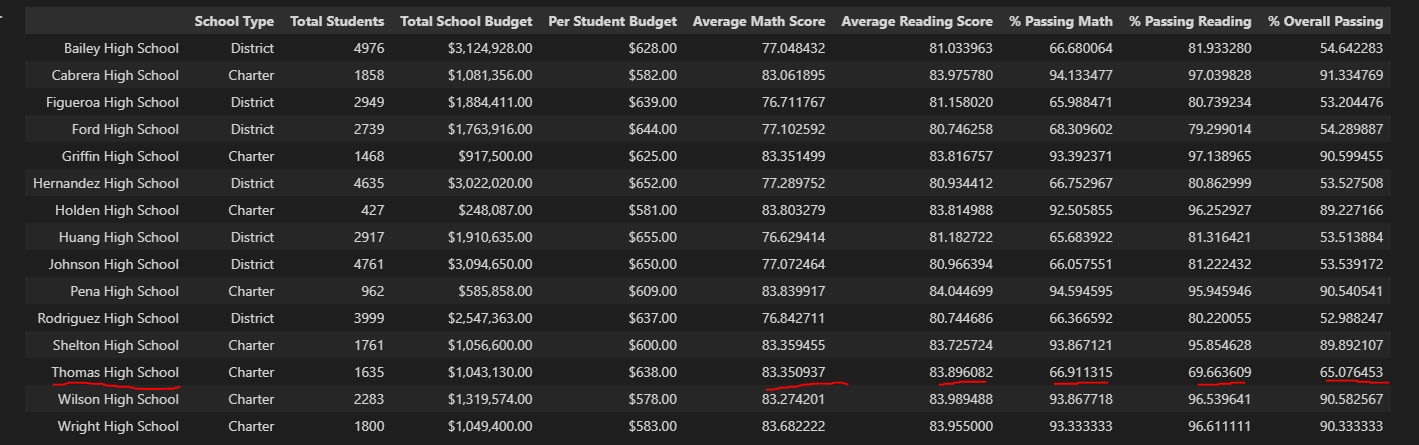 School Type Total Students Total School Budget Per Student Budget Average Math Score Average Reading Score % Passing Math % Passing Reading % Overall Passing
Bailey High School District 4976 $3,124,928.00 $628.00 77.048432 81.033963 66.680064 81.933280 54.642283
Cabrera High School Charter 1858 $1,081,356.00 $582.00 83.061895 83.975780 94.133477 97.039828 91.334769
Figueroa High School District 2949 $1,884,411.00 $639.00 76.711767 81.158020 65.988471 80.739234 53.204476
Ford High School District 2739 $1,763,916.00 $644.00 77.102592 80.746258 68.309602 79.299014 54.289887
Griffin High School Charter 1468 $917,500.00 $625.00 83.351499 83.816757 93.392371 97.138965 90.599455
Hernandez High School District 4635 $3,022,020.00 $652.00 77.289752 80.934412 66.752967 80.862999 53.527508
Holden High School Charter 427 $248,087.00 $581.00 83.803279 83.814988 92.505855 96.252927 89.227166
Huang High School District 2917 $1,910,635.00 $655.00 76.629414 81.182722 65.683922 81.316421 53.513884
Johnson High School District 4761 $3,094,650.00 $650.00 77.072464 80.966394 66.057551 81.222432 53.539172
Pena High School Charter 962 $585,858.00 $609.00 83.839917 84.044699 94.594595 95.945946 90.540541
Rodriguez High School District 3999 $2,547,363.00 $637.00 76.842711 80.744686 66.366592 80.220055 52.988247
Shelton High School Charter 1761 $1,056,600.00 $600.00 83.359455 83.725724 93.867121 95.854628 89.892107
Thomas High School Charter 1635 $1,043,130.00 $638.00 83.350937 83.896082 66.911315 69.663609 65.076453
Wilson High School Charter 2283 $1,319,574.00 $578.00 83.274201 83.989488 93.867718 96.539641 90.582567
Wright High School Charter 1800 $1,049,400.00 $583.00 83.682222 83.955000 93.333333 96.611111 90.333333